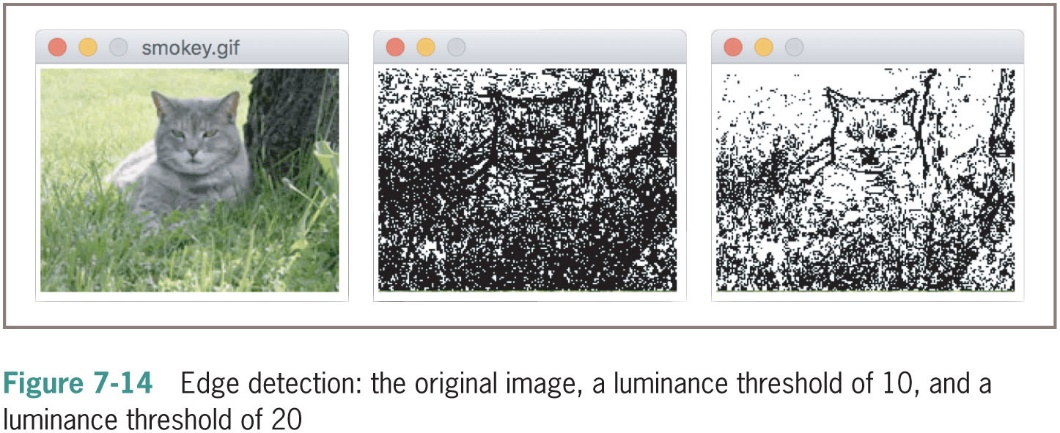 smokey.gif
Figure 7-14 Edge detection: the original image, a luminance threshold of 10, and a
luminance threshold of 20